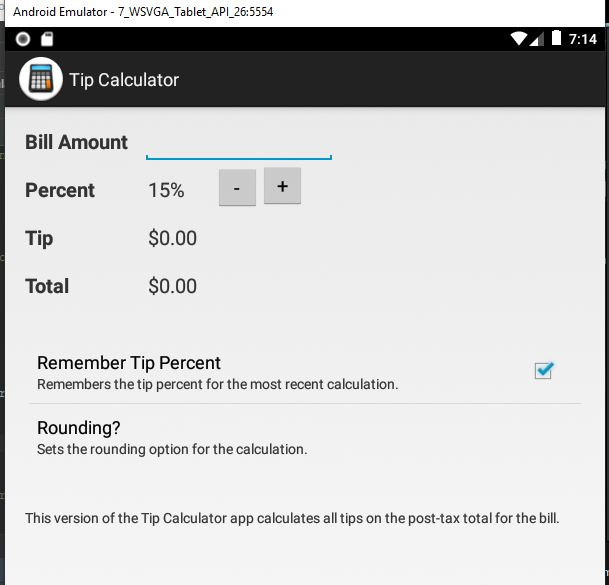 Android Emulator - 7_WSVGA_Tablet_API_26:5554
7:14
Tip Calculator
Bill Amount
Percent 15% - +
Tip $0.00
Total $0.00
Remember Tip Percent
Remembers the tip percent for the most recent calculation.
Rounding?
Sets the rounding option for the calculation.
This version of the Tip Calculator app calculates all tips on the post-tax total for the bill.